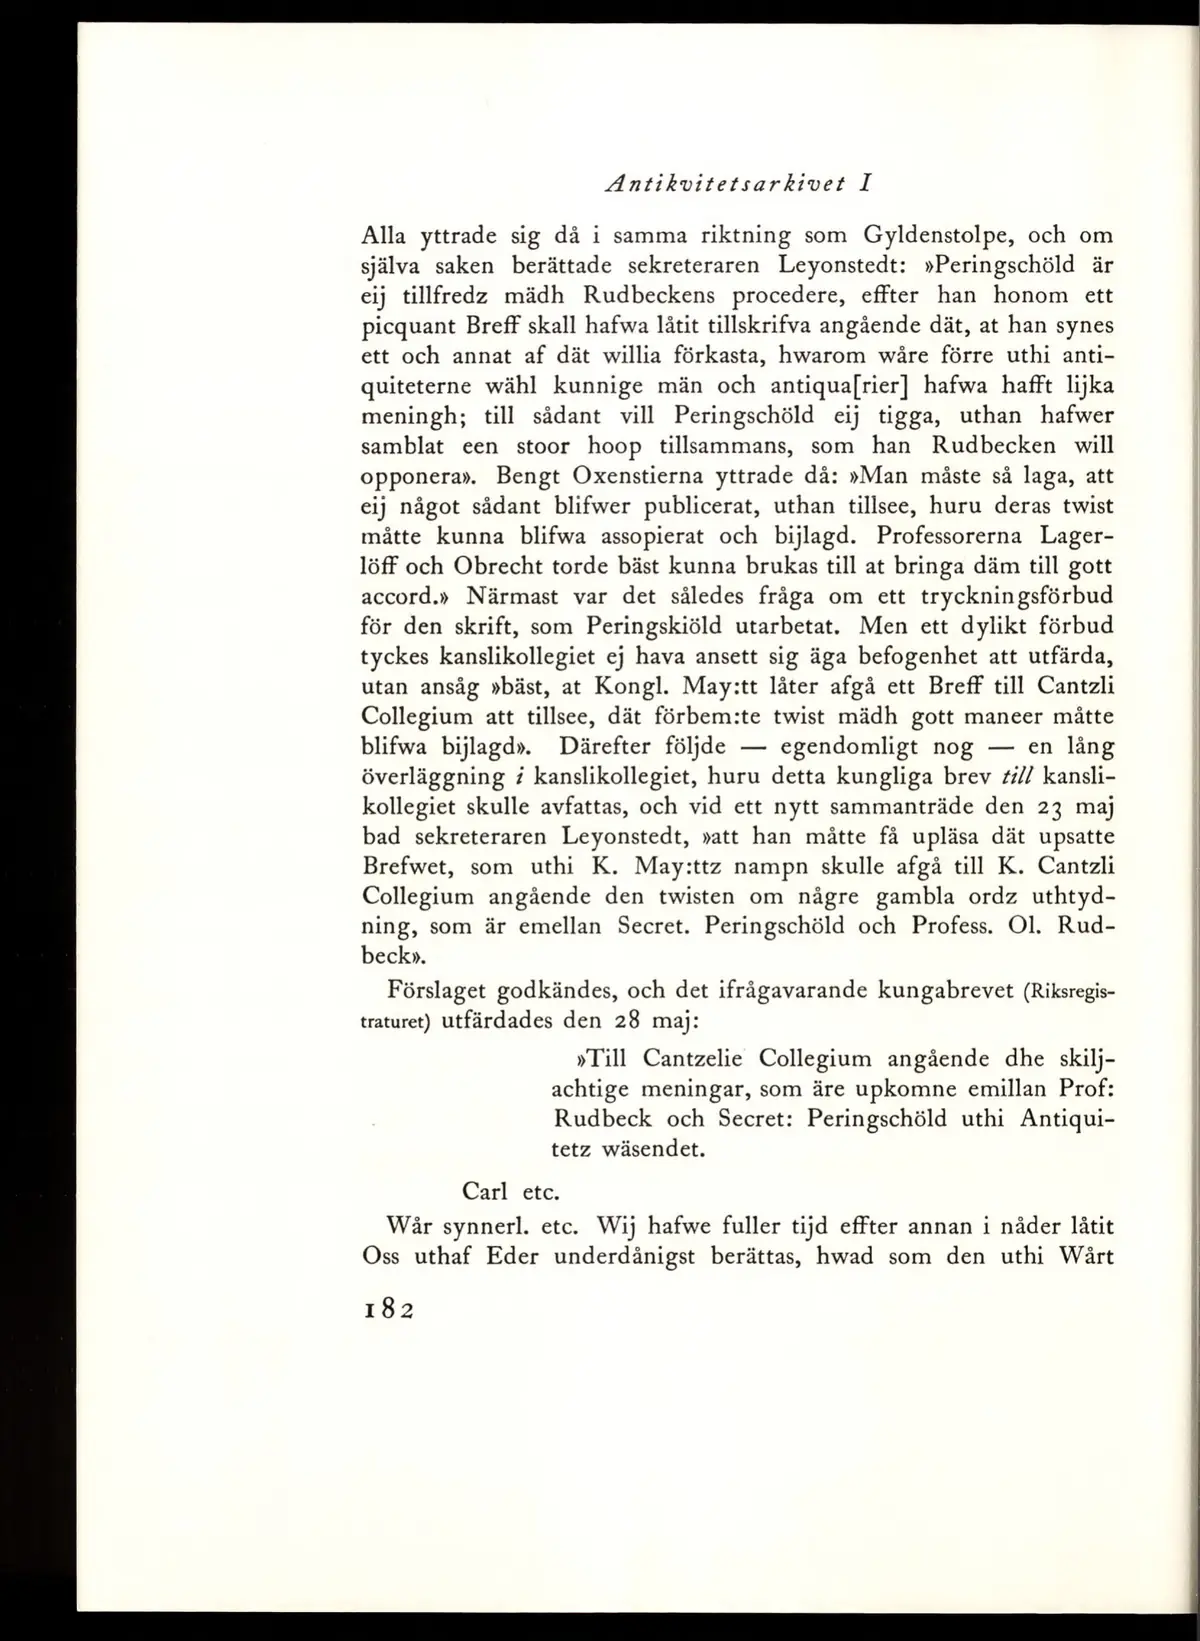 Antikvitetsarkivet I
Alla yttrade sig då i samma riktning som Gyldenstolpe, och om
själva saken berättade sekreteraren Leyonstedt: »Peringschöld är
eij tillfredz mädh Rudbeckens procedere, effter han honom ett
picquant Breff skall hafwa låtit tillskrifva angående dät, at han synes
ett och annat af dät willia förkasta, hwarom wåre förre uthi anti-
quiteterne wähl kunnige män och antiqua[rier] hafwa hafft lijka
meningh; till sådant vill Peringschöld eij tigga, uthan hafwer
samblat een stoor hoop tillsammans, som han Rudbecken will
opponera». Bengt Oxenstierna yttrade då: »Man måste så laga, att
eij något sådant blifwer publicerat, uthan tillsee, huru deras twist
måtte kunna blifwa assopierat och bijlagd. Professorerna Lager-
löff och Obrecht torde bäst kunna brukas till at bringa däm till gott
accord.» Närmast var det således fråga om ett tryckningsförbud
för den skrift, som Peringskiöld utarbetat. Men ett dylikt förbud
tyckes kanslikollegiet ej hava ansett sig äga befogenhet att utfärda,
utan ansåg »bäst, at Kongl. May:tt låter afgå ett Breff till Cantzli
Collegium att tillsee, dät förbem:te twist mädh gott maneer måtte
blifwa bijlagd». Därefter följde — egendomligt nog — en lång
överläggning i kanslikollegiet, huru detta kungliga brev till kansli-
kollegiet skulle avfattas, och vid ett nytt sammanträde den 23 maj
bad sekreteraren Leyonstedt, »att han måtte få upläsa dät upsatte
Brefwet, som uthi K. May:ttz nampn skulle afgå till K. Cantzli
Collegium angående den twisten om någre gambla ordz uthtyd-
ning, som är emellan Secret. Peringschöld och Profess. Ol. Rud-
beck».
Förslaget godkändes, och det ifrågavarande kungabrevet (Riksregis-
traturet) utfärdades den 28 maj:
»Till Cantzelie Collegium angående dhe skilj-
achtige meningar, som äre upkomne emillan Prof:
Rudbeck och Secret: Peringschöld uthi Antiqui-
tetz wäsendet.
Carl etc.
Wår synnerl. etc. Wij hafwe fuller tijd effter annan i nåder låtit
Oss uthaf Eder underdånigst berättas, hwad som den uthi Wårt
182